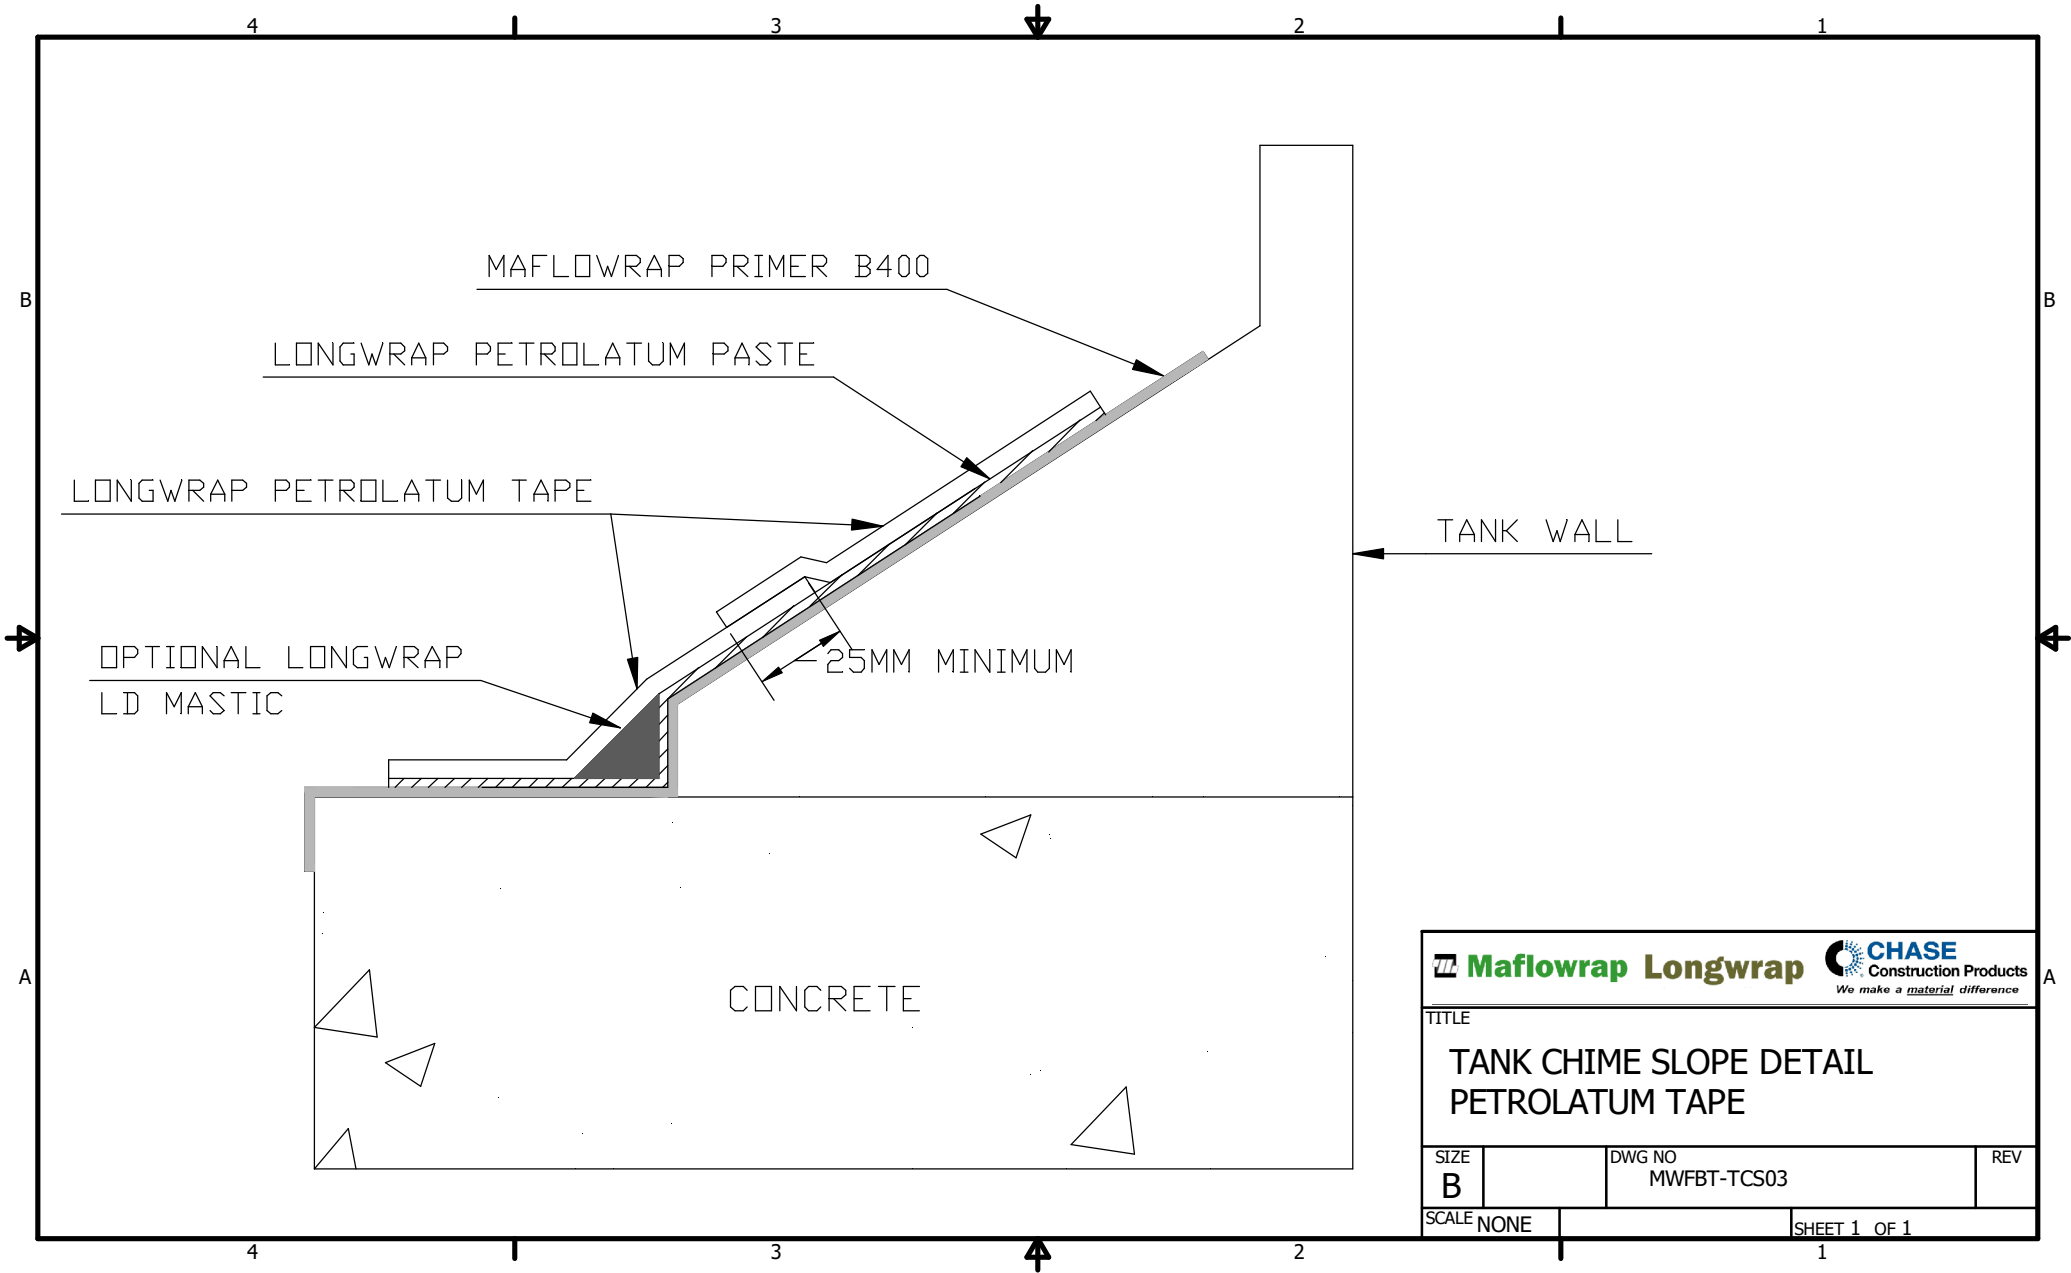 4 3 2 1
MAFLOWRAP PRIMER B400
B B
LONGWRAP PETROLATUM PASTE
LONGWRAP PETROLATUM TAPE
TANK WALL
OPTIONAL LONGWRAP
LD MASTIC
25MM MINIMUM
CONCRETE
A A
Maflowrap Longwrap CHASE
Construction Products
We make a material difference
TITLE
TANK CHIME SLOPE DETAIL
PETROLATUM TAPE
SIZE
B
DWG NO
MWFBT-TCS03
REV
SCALE NONE
SHEET 1 OF 1
4 3 2 1